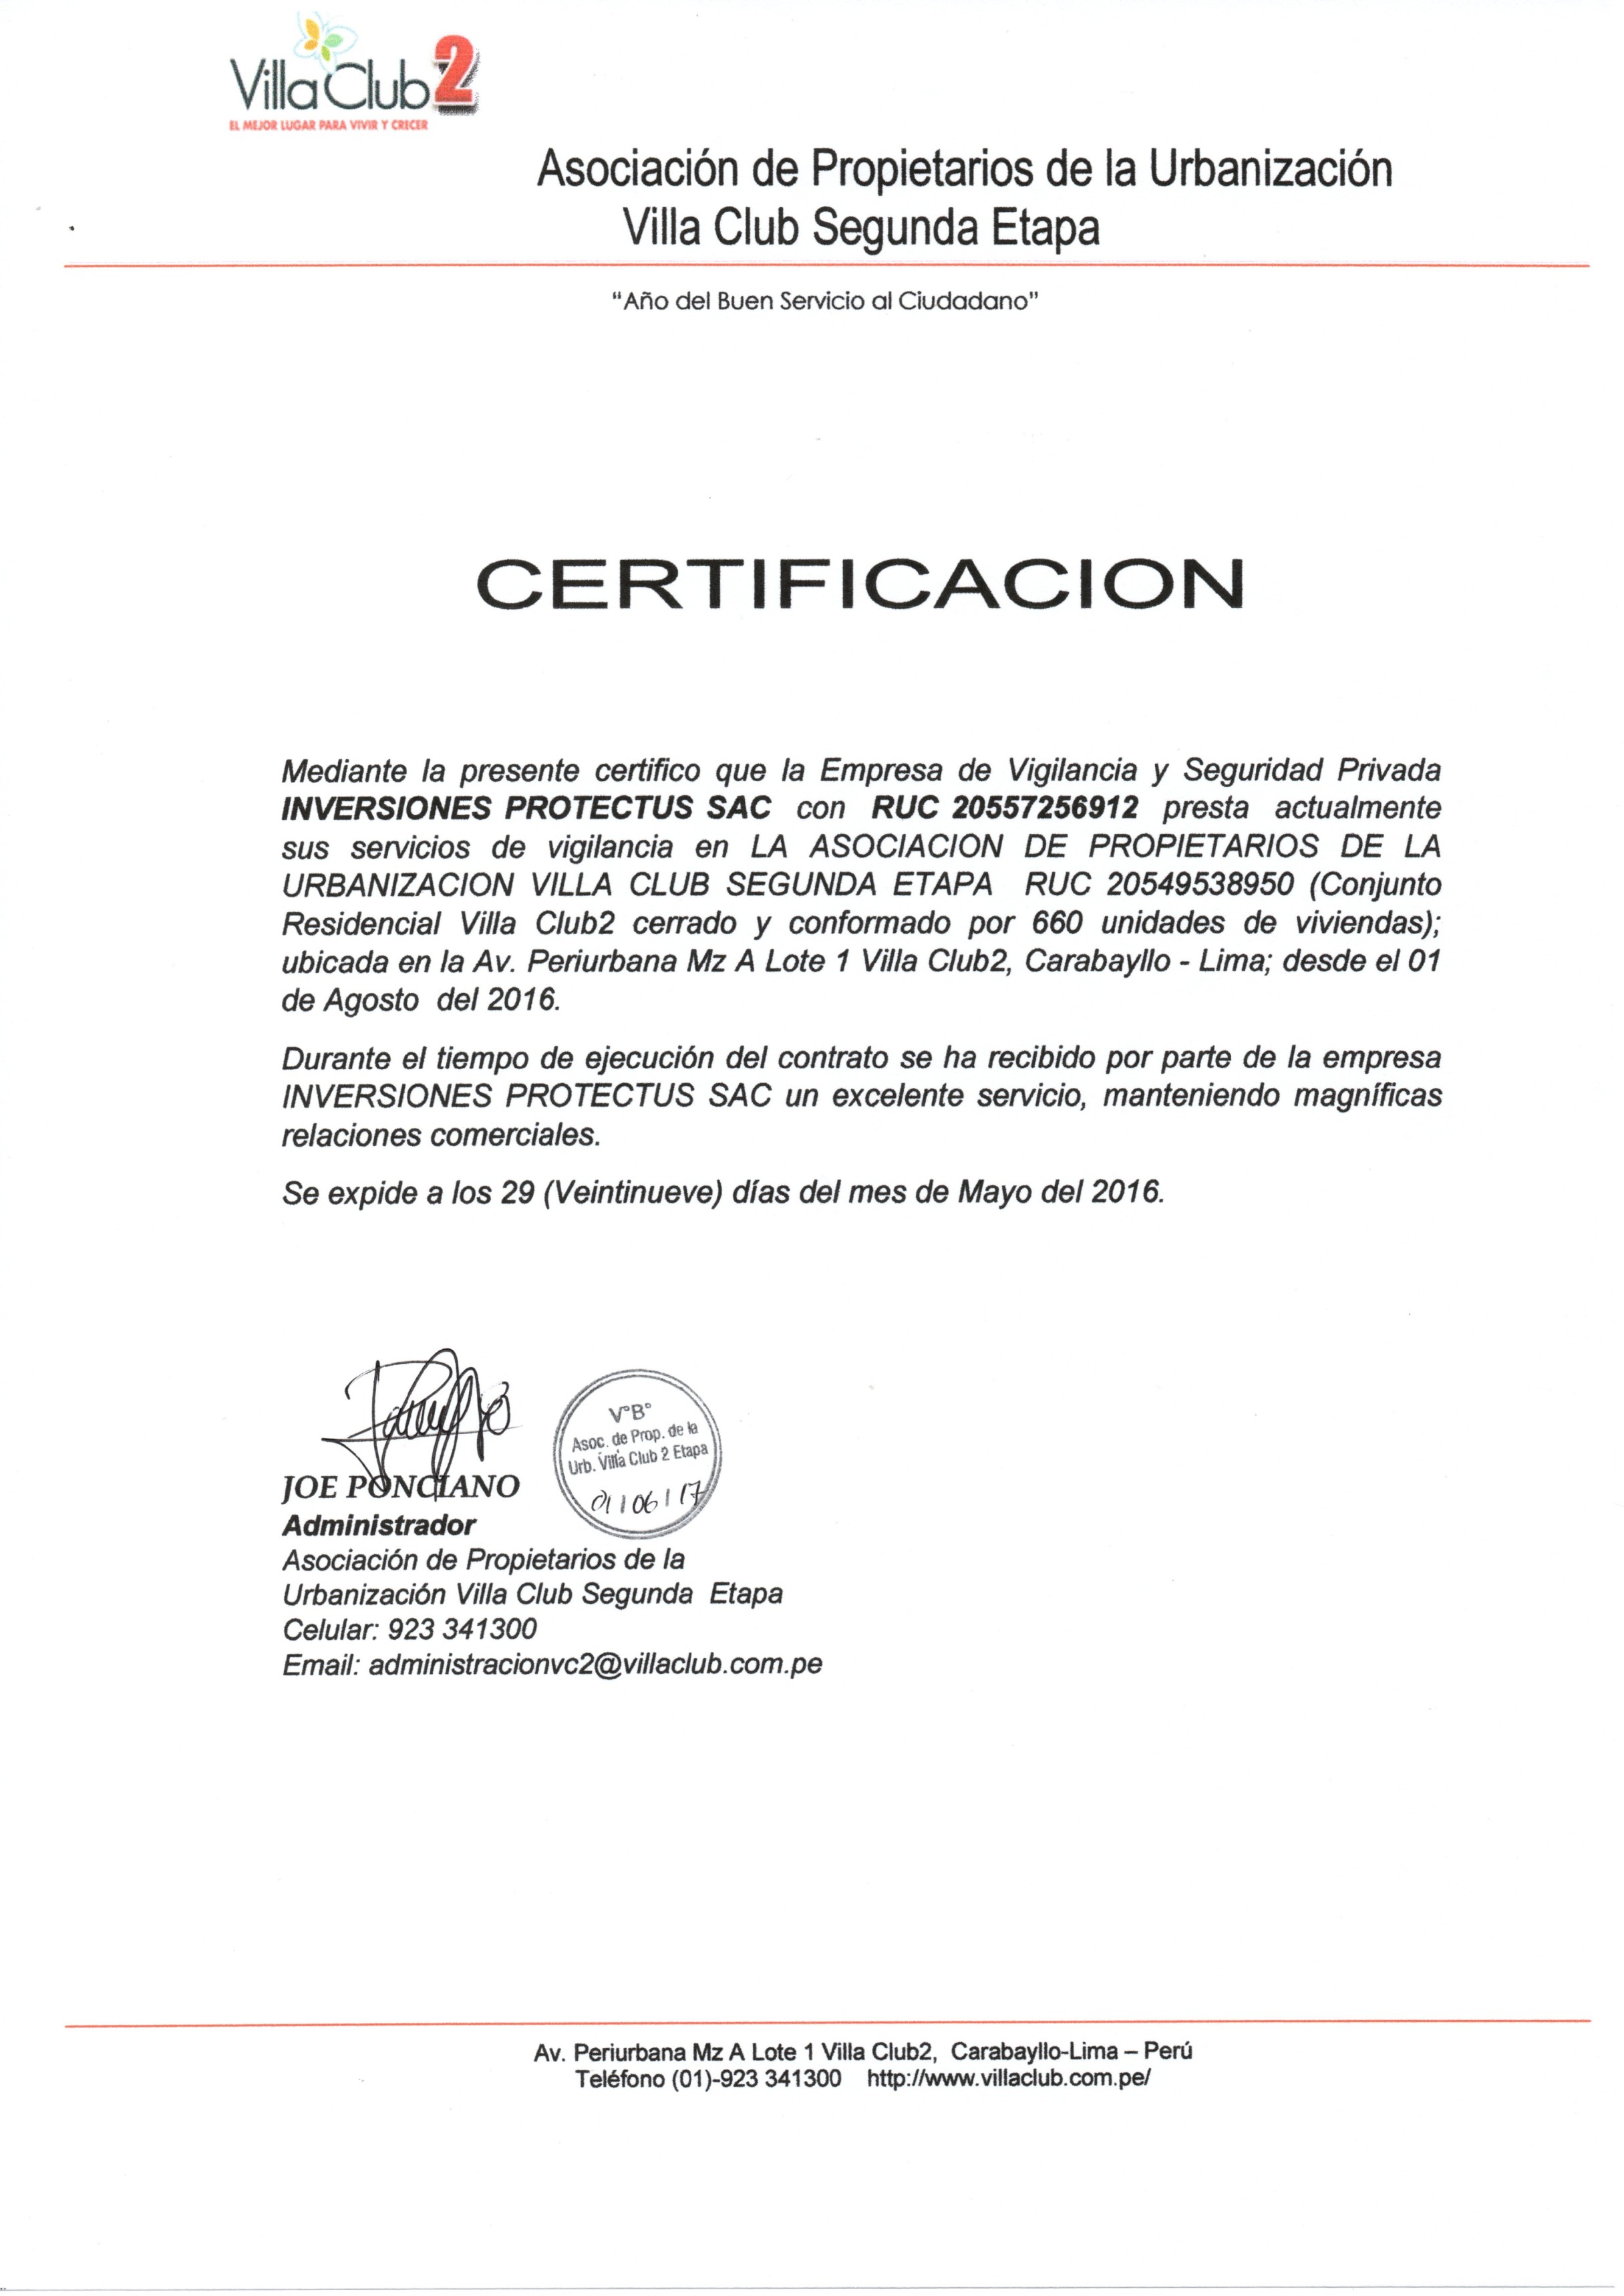 Villa Club 2
EL MEJOR LUGAR PARA VIVIR Y CRECER
Asociación de Propietarios de la Urbanización
Villa Club Segunda Etapa
“Año del Buen Servicio al Ciudadano”
CERTIFICACION
Mediante la presente certifico que la Empresa de Vigilancia y Seguridad Privada
INVERSIONES PROTECTUS SAC con RUC 20557256912 presta actualmente
sus servicios de vigilancia en LA ASOCIACION DE PROPIETARIOS DE LA
URBANIZACION VILLA CLUB SEGUNDA ETAPA RUC 20549538950 (Conjunto
Residencial Villa Club2 cerrado y conformado por 660 unidades de viviendas);
ubicada en la Av. Periurbana Mz A Lote 1 Villa Club2, Carabayllo - Lima; desde el 01
de Agosto del 2016.
Durante el tiempo de ejecución del contrato se ha recibido por parte de la empresa
INVERSIONES PROTECTUS SAC un excelente servicio, manteniendo magníficas
relaciones comerciales.
Se expide a los 29 (Veintinueve) días del mes de Mayo del 2016.
V°B°
Asoc. de Prop. de la
Urb. Villa Club 2 Etapa
01/06/17
JOE PONCIANO
Administrador
Asociación de Propietarios de la
Urbanización Villa Club Segunda Etapa
Celular: 923 341300
Email: administracionvc2@villaclub.com.pe
Av. Periurbana Mz A Lote 1 Villa Club2, Carabayllo-Lima – Perú
Teléfono (01)-923 341300 http://www.villaclub.com.pe/